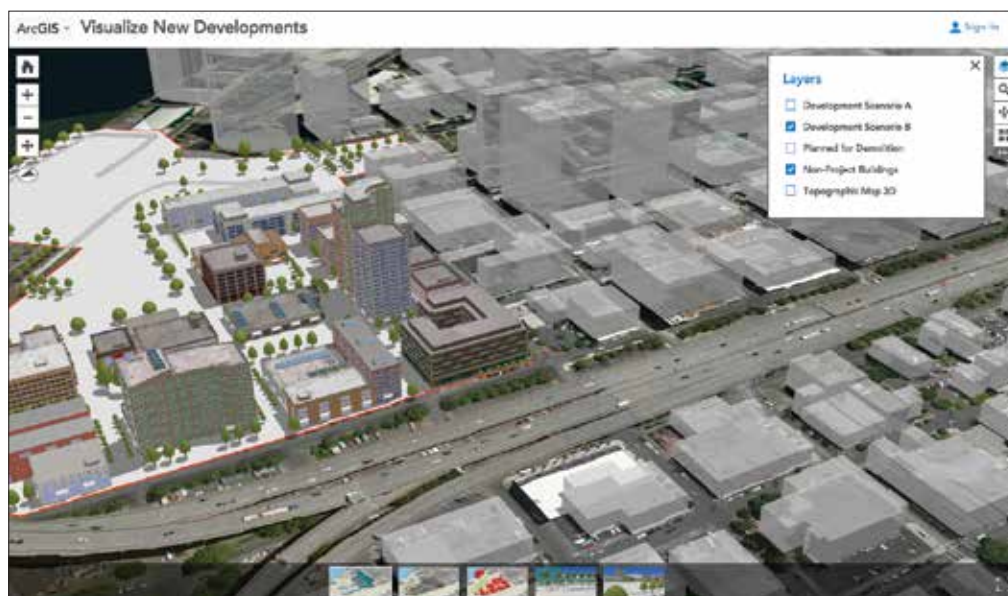 ArcGIS Visualize New Developments
Sign In
Layers
Development Scenario A
Development Scenario B
Planned for Demolition
Non-Project Buildings
Topographic Map 3D